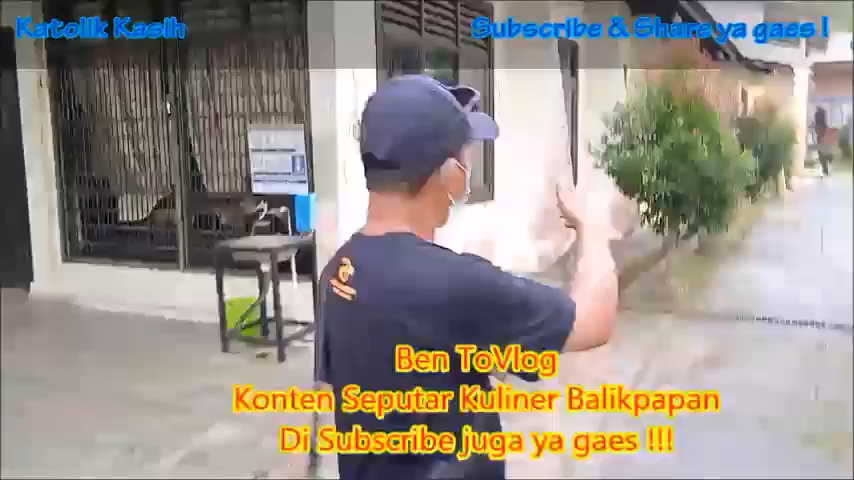 Katolik Kasih
Subscribe & Share ya gaes !
Ben ToVlog
Konten Seputar Kuliner Balikpapan
Di Subscribe juga ya gaes !!!